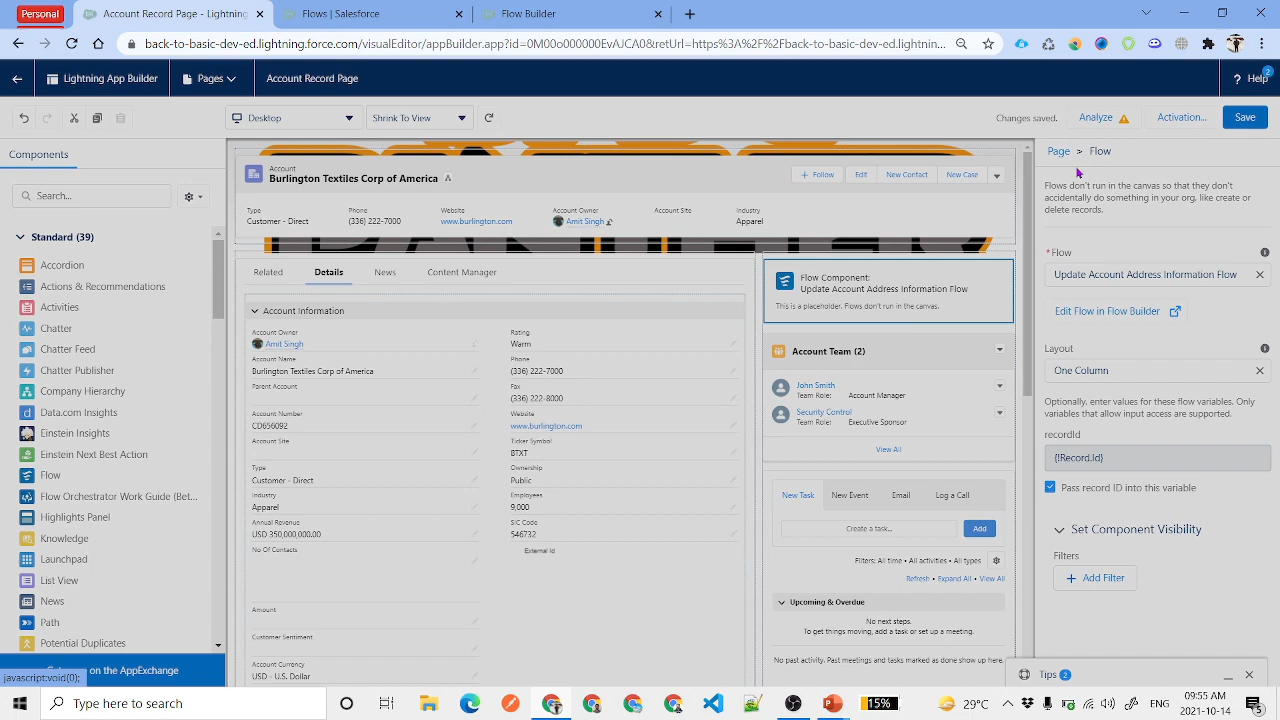 Personal
Account Record Page - Lightning
Flows | Salesforce
Flow Builder
back-to-basic-dev-ed.lightning.force.com/visualEditor/appBuilder.app?id=0M00o000000EvAJCA0&retUrl=https%3A%2F%2Fback-to-basic-dev-ed.lightnin...
Lightning App Builder
Pages
Account Record Page
Help
2
Desktop
Shrink To View
Changes saved.
Analyze
Activation...
Save
Components
Search...
Standard (39)
Accordion
Actions & Recommendations
Activities
Chatter
Chatter Feed
Chatter Publisher
Company Hierarchy
Data.com Insights
Einstein Insights
Einstein Next Best Action
Flow
Flow Orchestrator Work Guide (Bet...
Highlights Panel
Knowledge
Launchpad
List View
News
Path
Potential Duplicates
on the AppExchange
javascript:void(0);
Account
Burlington Textiles Corp of America
Follow
Edit
New Contact
New Case
Type
Customer - Direct
Phone
(336) 222-7000
Website
www.burlington.com
Account Owner
Amit Singh
Account Site
Industry
Apparel
Related
Details
News
Content Manager
Account Information
Account Owner
Amit Singh
Rating
Warm
Account Name
Burlington Textiles Corp of America
Phone
(336) 222-7000
Parent Account
Fax
(336) 222-8000
Account Number
CD656092
Website
www.burlington.com
Account Site
Ticker Symbol
BTXT
Type
Customer - Direct
Ownership
Public
Industry
Apparel
Employees
9,000
Annual Revenue
USD 350,000,000.00
SIC Code
546732
No Of Contacts
External Id
Amount
Customer Sentiment
Account Currency
USD - U.S. Dollar
Flow Component:
Update Account Address Information Flow
This is a placeholder. Flows don't run in the canvas.
Account Team (2)
John Smith
Team Role: Account Manager
Security Control
Team Role: Executive Sponsor
View All
New Task
New Event
Email
Log a Call
Create a task...
Add
Filters: All time • All activities • All types
Refresh • Expand All • View All
Upcoming & Overdue
No next steps.
To get things moving, add a task or set up a meeting.
No past activity. Past meetings and tasks marked as done show up here.
Page > Flow
Flows don't run in the canvas so that they don't
accidentally do something in your org, like create or
delete records.
* Flow
Update Account Address Information Flow
Edit Flow in Flow Builder
Layout
One Column
Optionally, enter values for these flow variables. Only
variables that allow input access are supported.
recordId
{!Record.Id}
Pass record ID into this variable
Set Component Visibility
Filters
Add Filter
Tips 2
Type here to search
15%
29°C
ENG
09:55 AM
2021-10-14
5